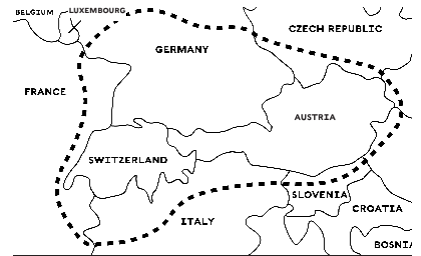 BELGIUM
LUXEMBOURG
CZECH REPUBLIC
GERMANY
FRANCE
AUSTRIA
SWITZERLAND
SLOVENIA
CROATIA
ITALY
BOSNIA